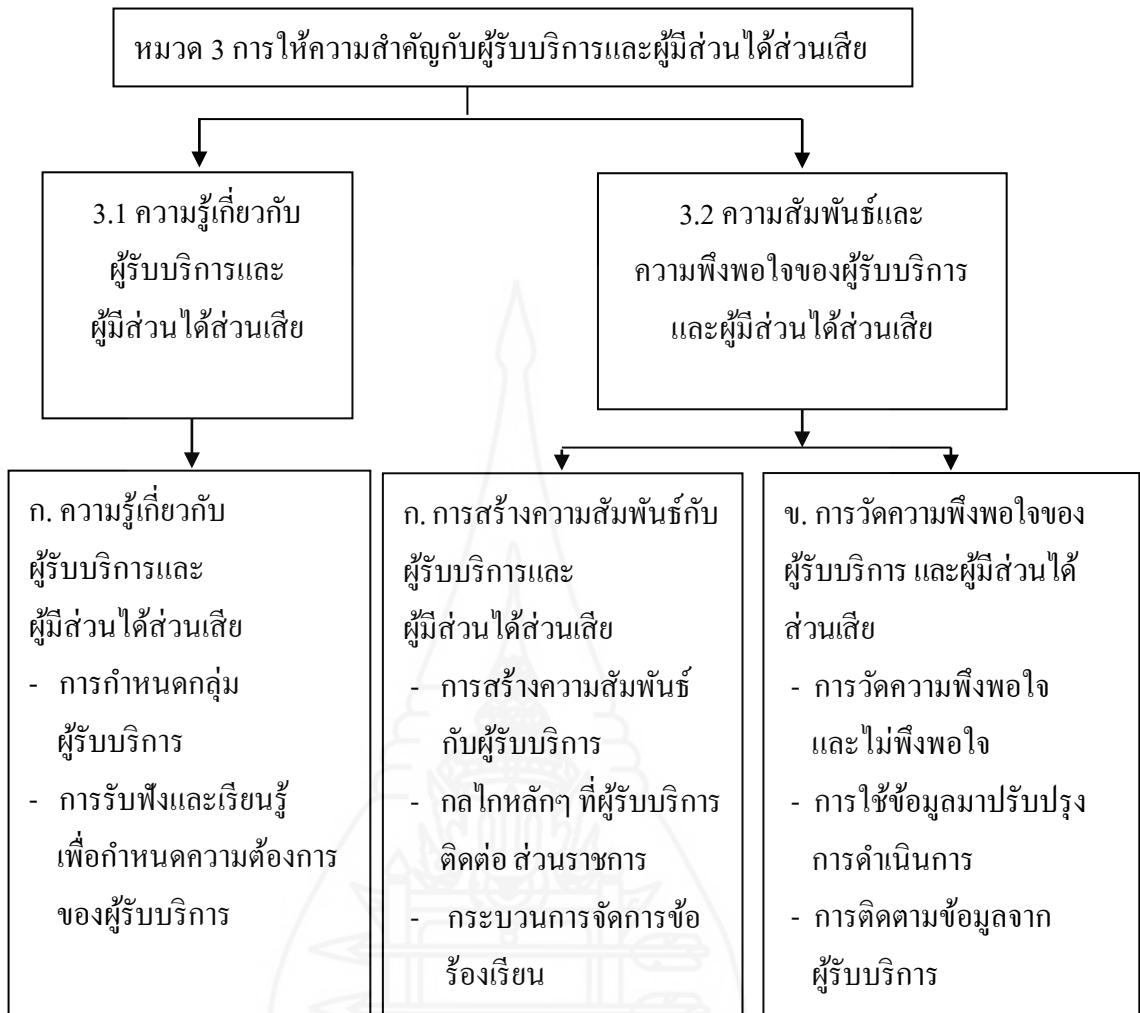 หมวด 3 การให้ความสำคัญกับผู้รับบริการและผู้มีส่วนได้ส่วนเสีย
3.1 ความรู้เกี่ยวกับ
ผู้รับบริการและ
ผู้มีส่วนได้ส่วนเสีย
3.2 ความสัมพันธ์และ
ความพึงพอใจของผู้รับบริการ
และผู้มีส่วนได้ส่วนเสีย
ก. ความรู้เกี่ยวกับ
ผู้รับบริการและ
ผู้มีส่วนได้ส่วนเสีย
- การกำหนดกลุ่ม
ผู้รับบริการ
- การรับฟังและเรียนรู้
เพื่อกำหนดความต้องการ
ของผู้รับบริการ
ก. การสร้างความสัมพันธ์กับ
ผู้รับบริการและ
ผู้มีส่วนได้ส่วนเสีย
- การสร้างความสัมพันธ์
กับผู้รับบริการ
- กลไกหลักๆ ที่ผู้รับบริการ
ติดต่อ ส่วนราชการ
- กระบวนการจัดการข้อ
ร้องเรียน
ข. การวัดความพึงพอใจของ
ผู้รับบริการ และผู้มีส่วนได้
ส่วนเสีย
- การวัดความพึงพอใจ
และไม่พึงพอใจ
- การใช้ข้อมูลมาปรับปรุง
การดำเนินการ
- การติดตามข้อมูลจาก
ผู้รับบริการ